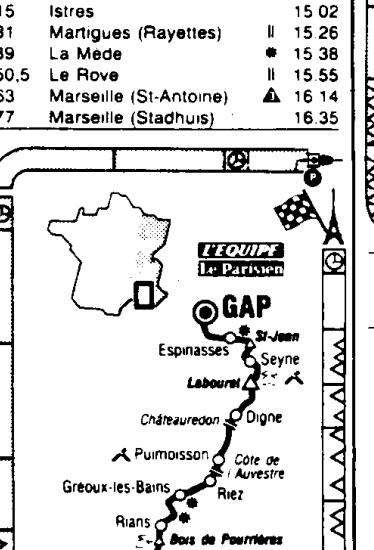 15 Istres 15 02
31 Martigues (Rayettes) 15.26
39 La Mède 15 38
50,5 Le Rove 15.55
63 Marseille (St-Antoine) 16 14
77 Marseille (Stadhuis) 16.35
P
L'EQUIPE
Le Parisien
GAP
St-Jean
Espinasses
Seyne
Labouret
Châteauredon Digne
Puimoisson
Côte de
l'Auvestre
Gréoux-les-Bains
Riez
Rians
Bois de Pourrières